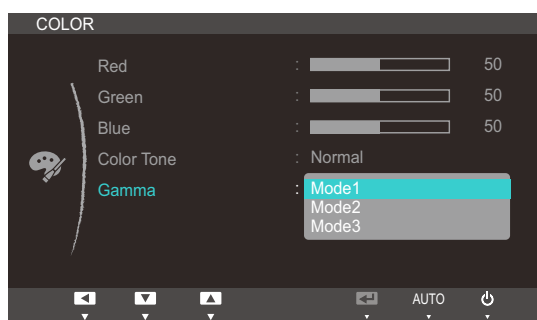 COLOR
Red : 50
Green : 50
Blue : 50
Color Tone : Normal
Gamma : Mode1
Mode2
Mode3
AUTO